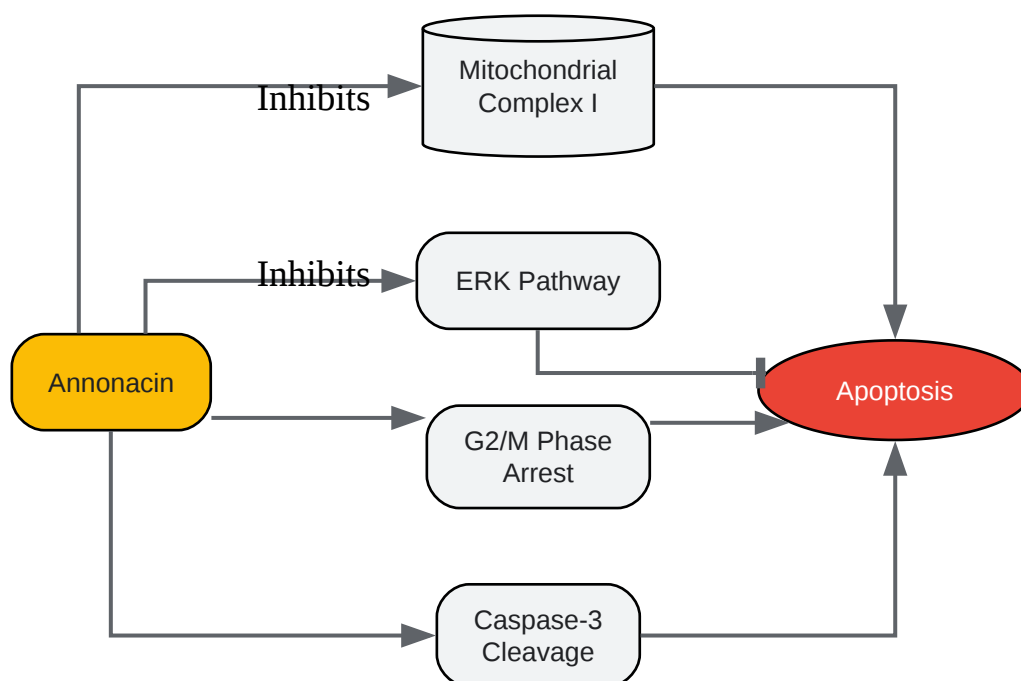 Mitochondrial
Complex I
Inhibits
Inhibits
ERK Pathway
Annonacin
Apoptosis
G2/M Phase
Arrest
Caspase-3
Cleavage